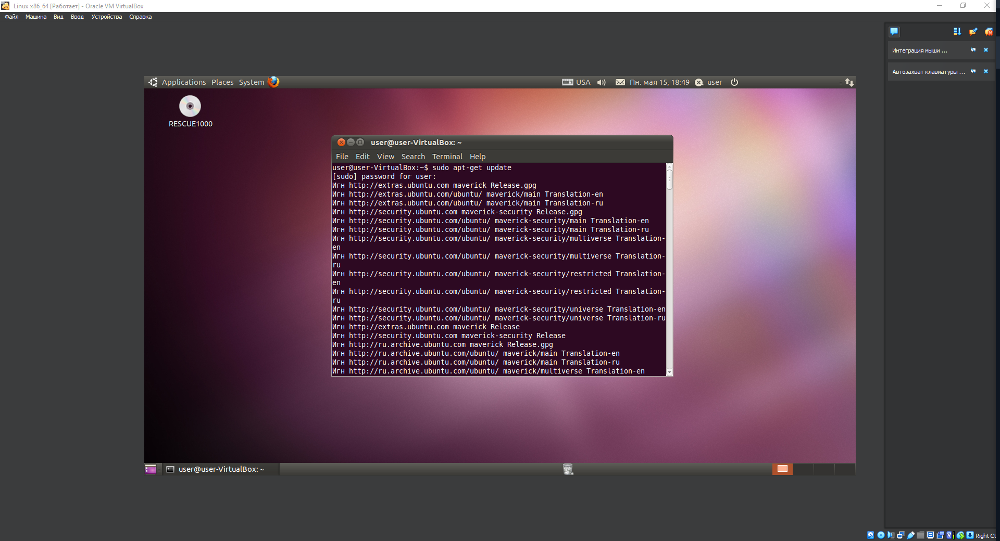 Linux x86_64 [Работает] - Oracle VM VirtualBox
Файл Машина Вид Ввод Устройства Справка
Интеграция мыши ...
Автозахват клавиатуры ...
Applications Places System USA Пн. мая 15, 18:49 user
RESCUE1000
user@user-VirtualBox: ~
File Edit View Search Terminal Help
user@user-VirtualBox:~$ sudo apt-get update
[sudo] password for user:
Игн http://extras.ubuntu.com maverick Release.gpg
Игн http://extras.ubuntu.com/ubuntu/ maverick/main Translation-en
Игн http://extras.ubuntu.com/ubuntu/ maverick/main Translation-ru
Игн http://security.ubuntu.com maverick-security Release.gpg
Игн http://security.ubuntu.com/ubuntu/ maverick-security/main Translation-en
Игн http://security.ubuntu.com/ubuntu/ maverick-security/main Translation-ru
Игн http://security.ubuntu.com/ubuntu/ maverick-security/multiverse Translation-
en
Игн http://security.ubuntu.com/ubuntu/ maverick-security/multiverse Translation-
ru
Игн http://security.ubuntu.com/ubuntu/ maverick-security/restricted Translation-
en
Игн http://security.ubuntu.com/ubuntu/ maverick-security/restricted Translation-
ru
Игн http://security.ubuntu.com/ubuntu/ maverick-security/universe Translation-en
Игн http://security.ubuntu.com/ubuntu/ maverick-security/universe Translation-ru
Игн http://extras.ubuntu.com maverick Release
Игн http://security.ubuntu.com maverick-security Release
Игн http://ru.archive.ubuntu.com maverick Release.gpg
Игн http://ru.archive.ubuntu.com/ubuntu/ maverick/main Translation-en
Игн http://ru.archive.ubuntu.com/ubuntu/ maverick/main Translation-ru
Игн http://ru.archive.ubuntu.com/ubuntu/ maverick/multiverse Translation-en
user@user-VirtualBox: ~
Right Ct